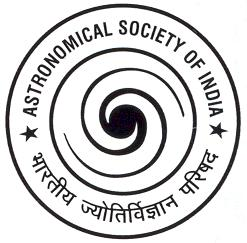 ASTRONOMICAL SOCIETY OF INDIA
भारतीय ज्योतिर्विज्ञान परिषद